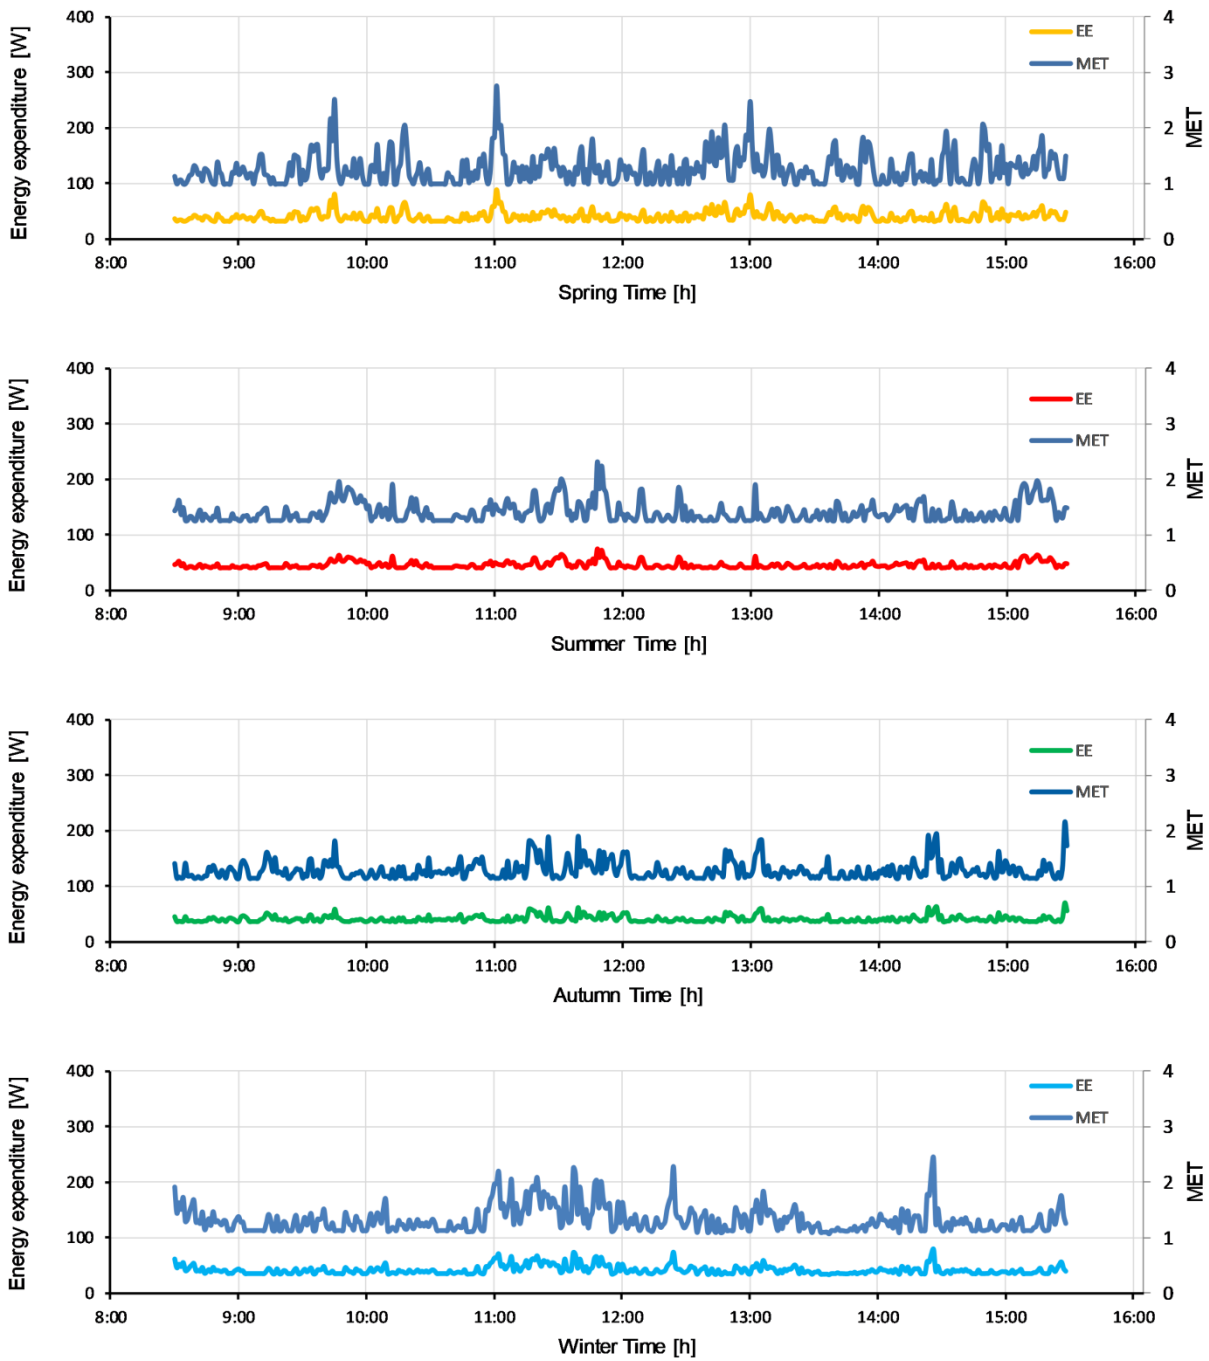 400 4
EE
300 MET 3
200 2
100 1
0 0
Energy expenditure [W]
MET
8:00 9:00 10:00 11:00 12:00 13:00 14:00 15:00 16:00
Spring Time [h]
400 4
EE
300 3
MET
200 2
100 1
0 0
Energy expenditure [W]
MET
8:00 9:00 10:00 11:00 12:00 13:00 14:00 15:00 16:00
Summer Time [h]
400 4
EE
300 3
MET
200 2
100 1
0 0
Energy expenditure [W]
MET
8:00 9:00 10:00 11:00 12:00 13:00 14:00 15:00 16:00
Autumn Time [h]
400 4
EE
MET
300 3
200 2
100 1
0 0
Energy expenditure [W]
MET
8:00 9:00 10:00 11:00 12:00 13:00 14:00 15:00 16:00
Winter Time [h]